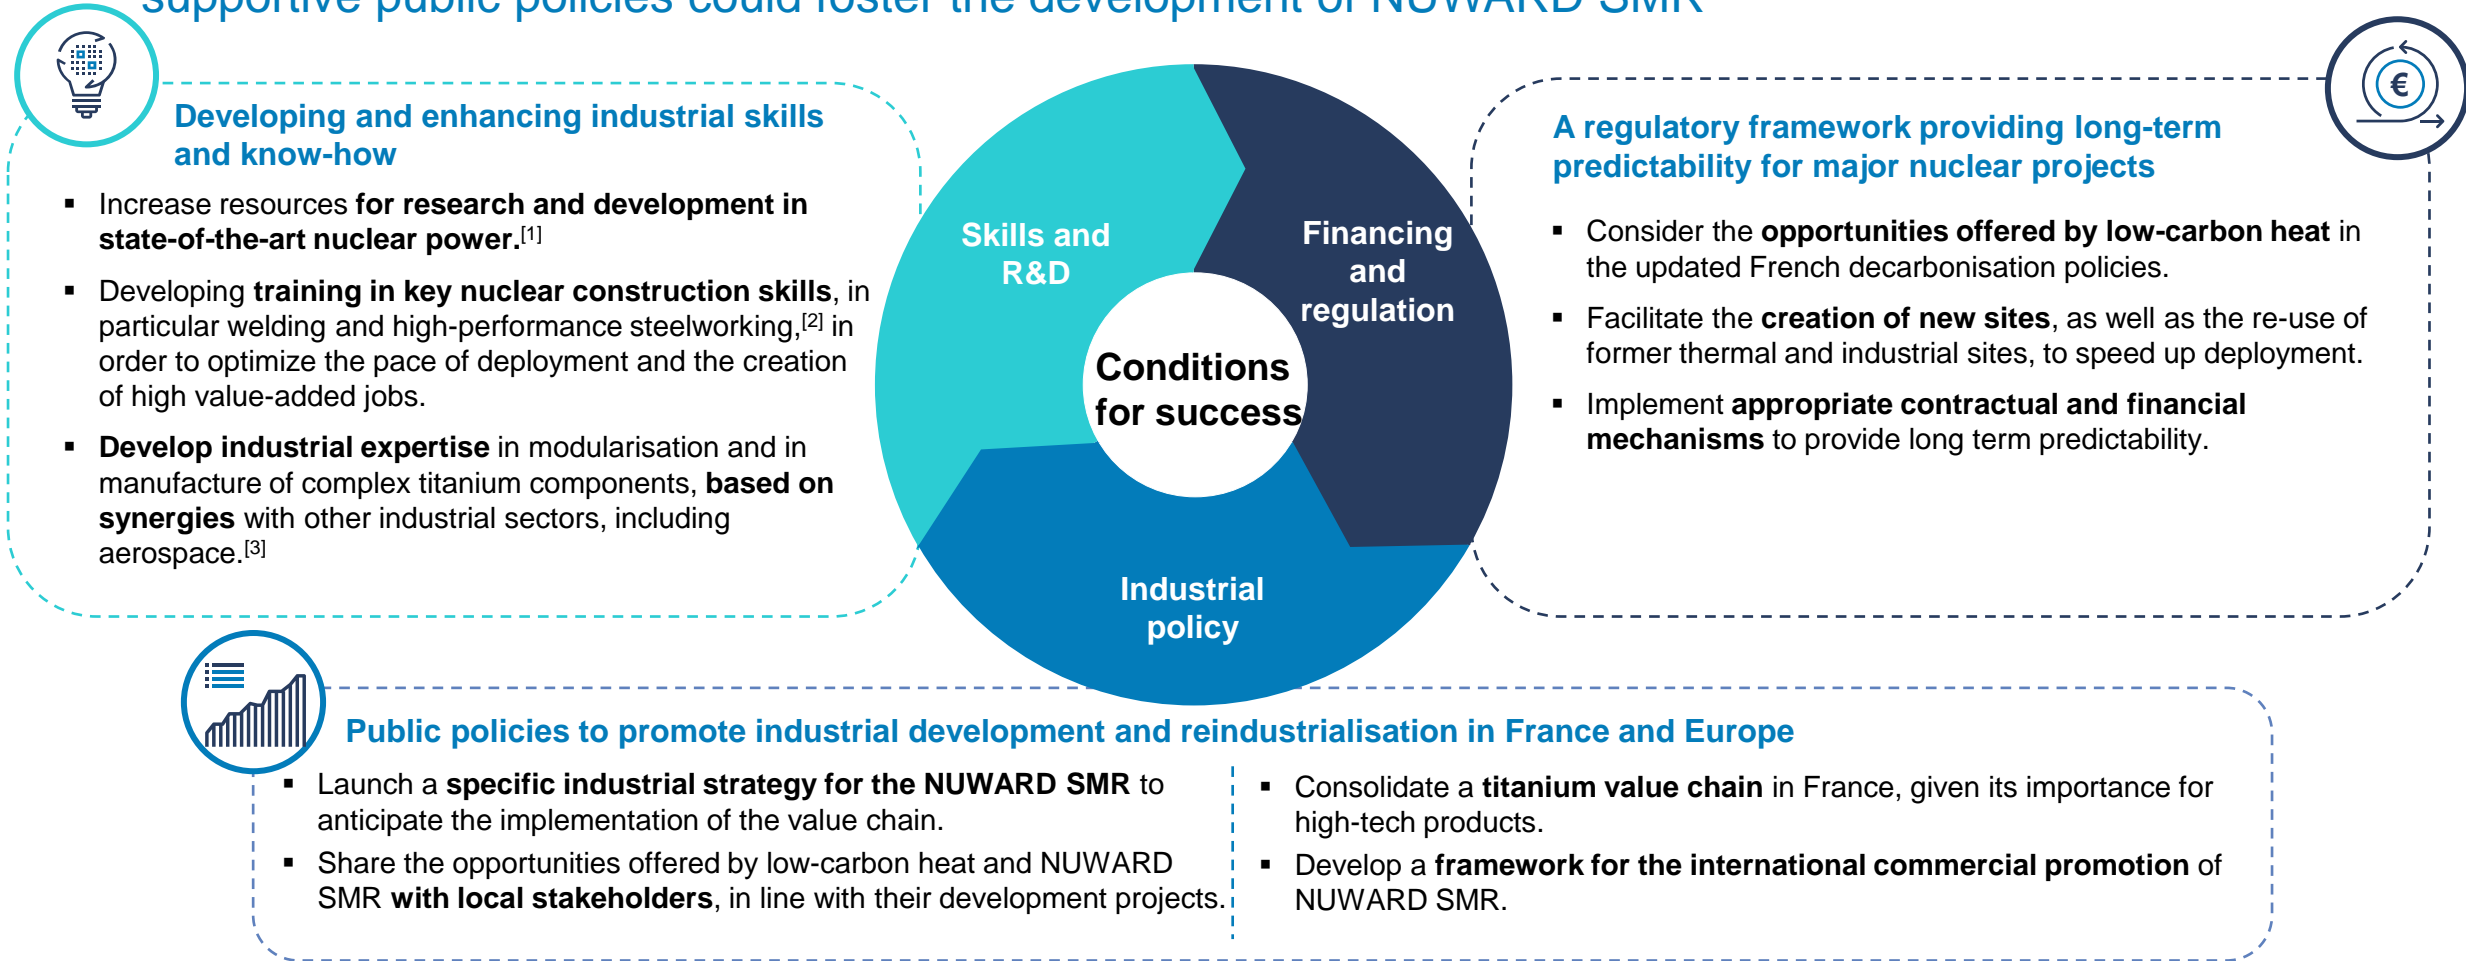 supportive public policies could foster the development of NUWARD SMR
Developing and enhancing industrial skills
and know-how
▪ Increase resources for research and development in
state-of-the-art nuclear power.[1]
▪ Developing training in key nuclear construction skills, in
particular welding and high-performance steelworking,[2] in
order to optimize the pace of deployment and the creation
of high value-added jobs.
▪ Develop industrial expertise in modularisation and in
manufacture of complex titanium components, based on
synergies with other industrial sectors, including
aerospace.[3]
Skills and
R&D
Financing
and
regulation
Conditions
for success
Industrial
policy
€
A regulatory framework providing long-term
predictability for major nuclear projects
▪ Consider the opportunities offered by low-carbon heat in
the updated French decarbonisation policies.
▪ Facilitate the creation of new sites, as well as the re-use of
former thermal and industrial sites, to speed up deployment.
▪ Implement appropriate contractual and financial
mechanisms to provide long term predictability.
Public policies to promote industrial development and reindustrialisation in France and Europe
▪ Launch a specific industrial strategy for the NUWARD SMR to
anticipate the implementation of the value chain.
▪ Share the opportunities offered by low-carbon heat and NUWARD
SMR with local stakeholders, in line with their development projects.
▪ Consolidate a titanium value chain in France, given its importance for
high-tech products.
▪ Develop a framework for the international commercial promotion of
NUWARD SMR.